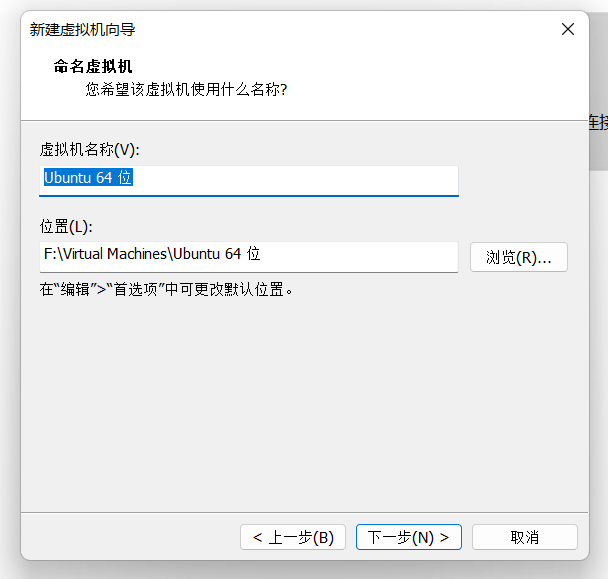 新建虚拟机向导
命名虚拟机
您希望该虚拟机使用什么名称?
连接
虚拟机名称(V):
Ubuntu 64 位
位置(L):
F:\Virtual Machines\Ubuntu 64 位
浏览(R)...
在“编辑”>“首选项”中可更改默认位置。
< 上一步(B)
下一步(N) >
取消